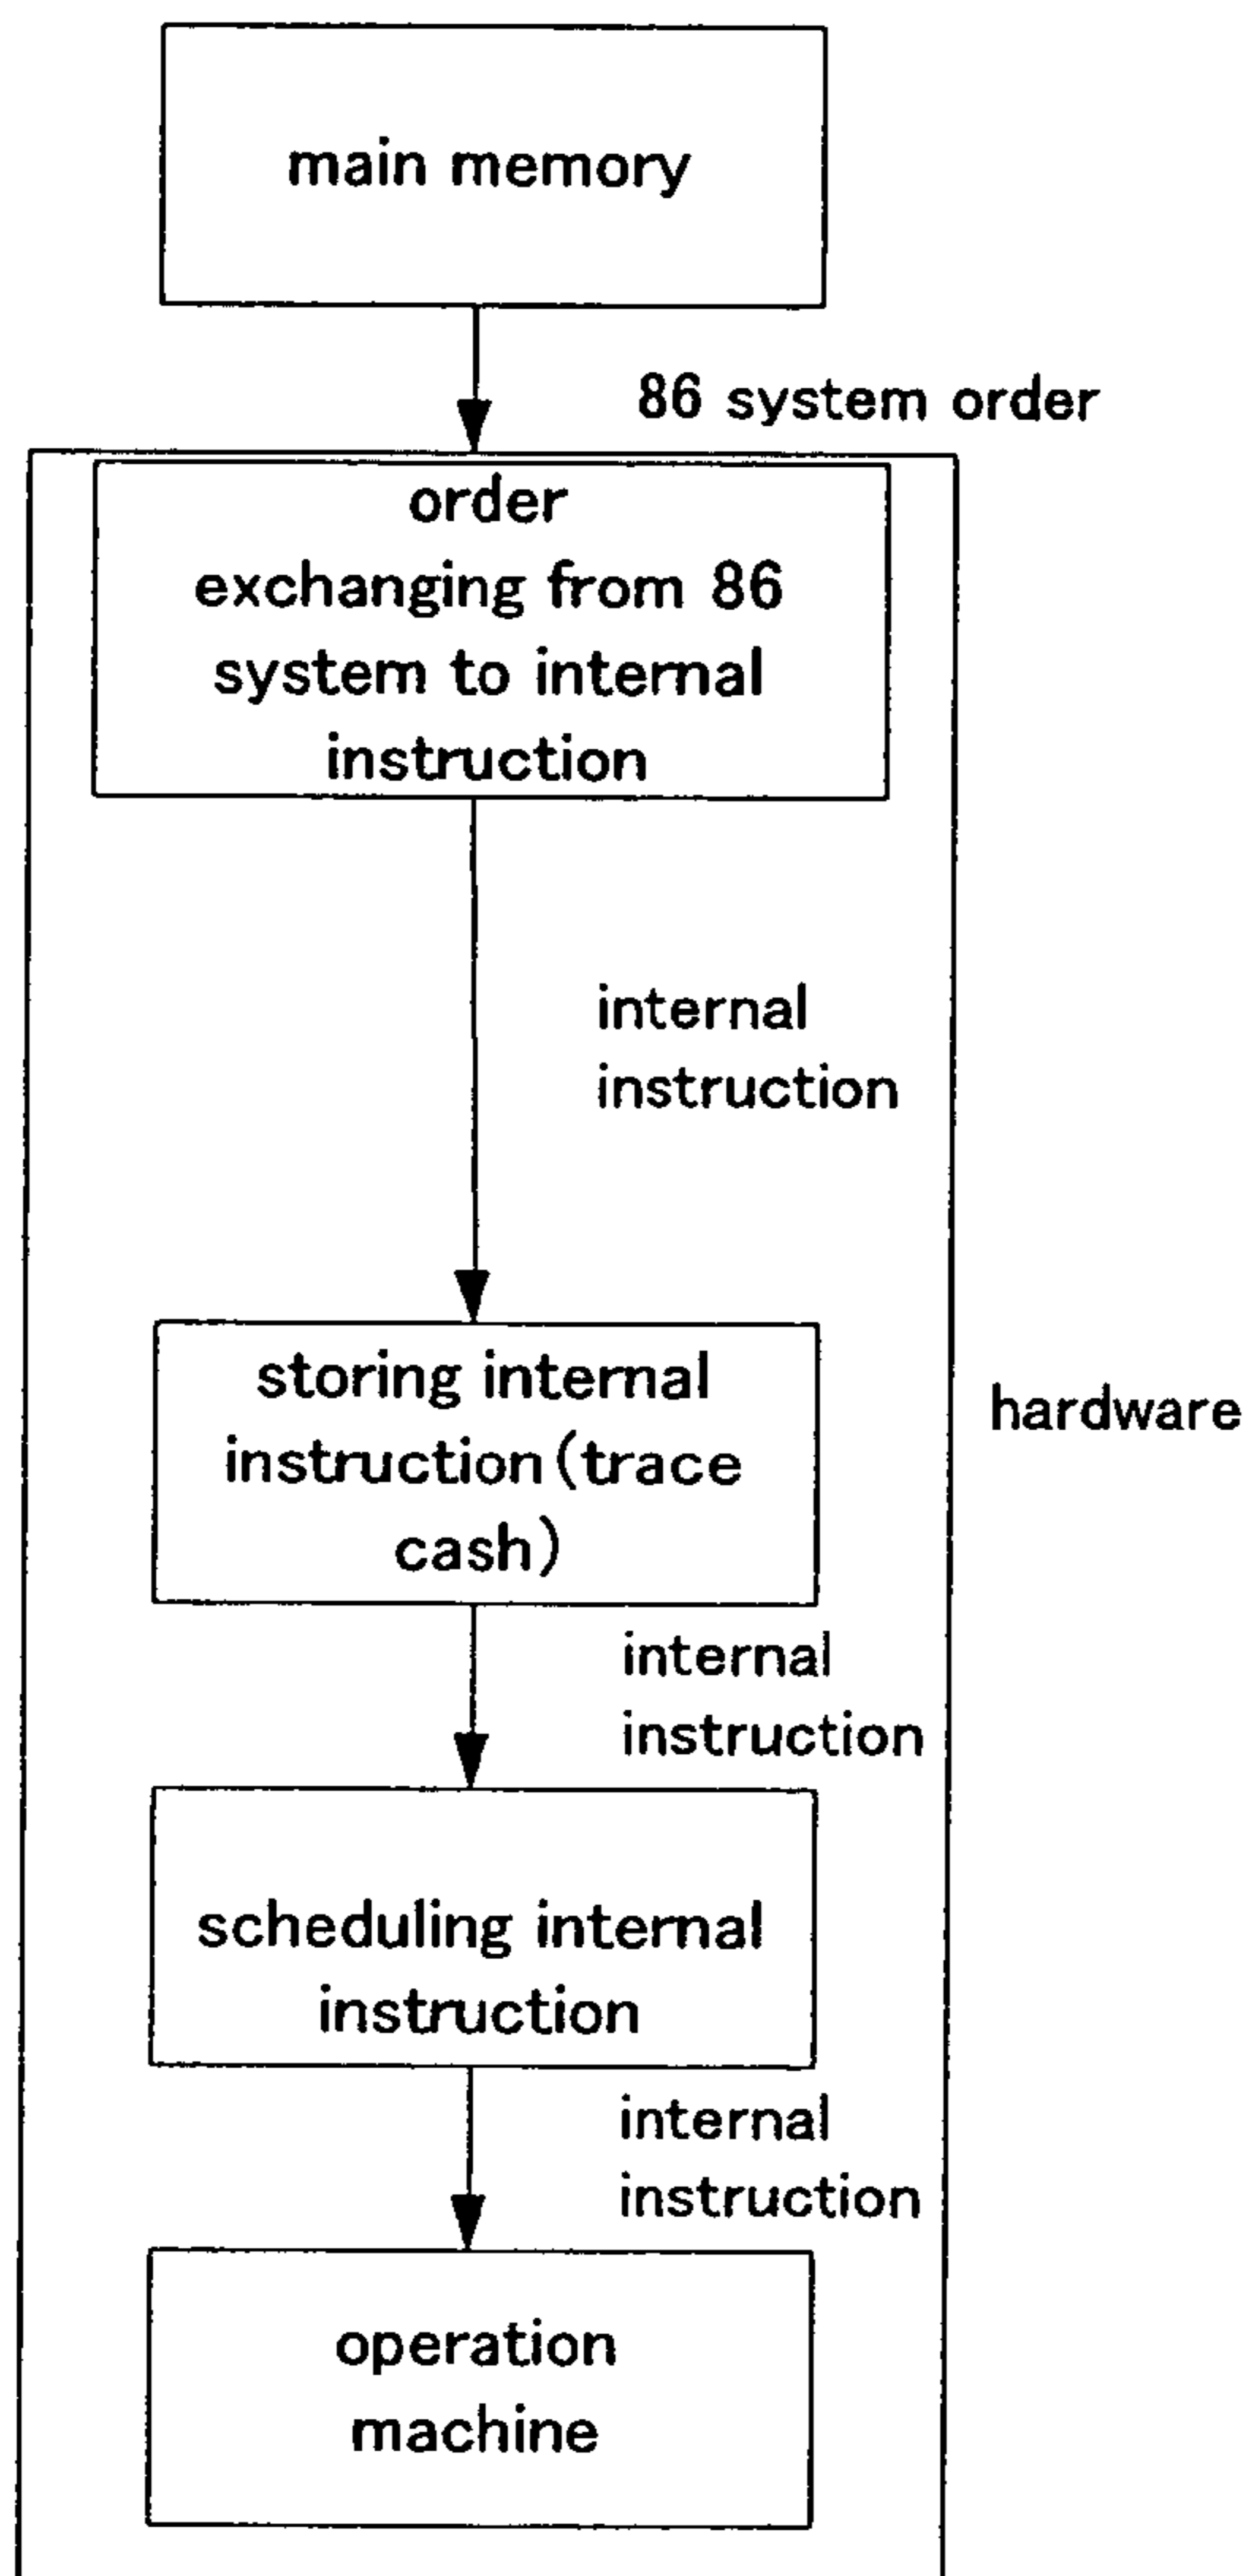 main memory
86 system order
order
exchanging from 86
system to internal
instruction
internal
instruction
storing internal
instruction(trace
cash)
hardware
internal
instruction
scheduling internal
instruction
internal
instruction
operation
machine